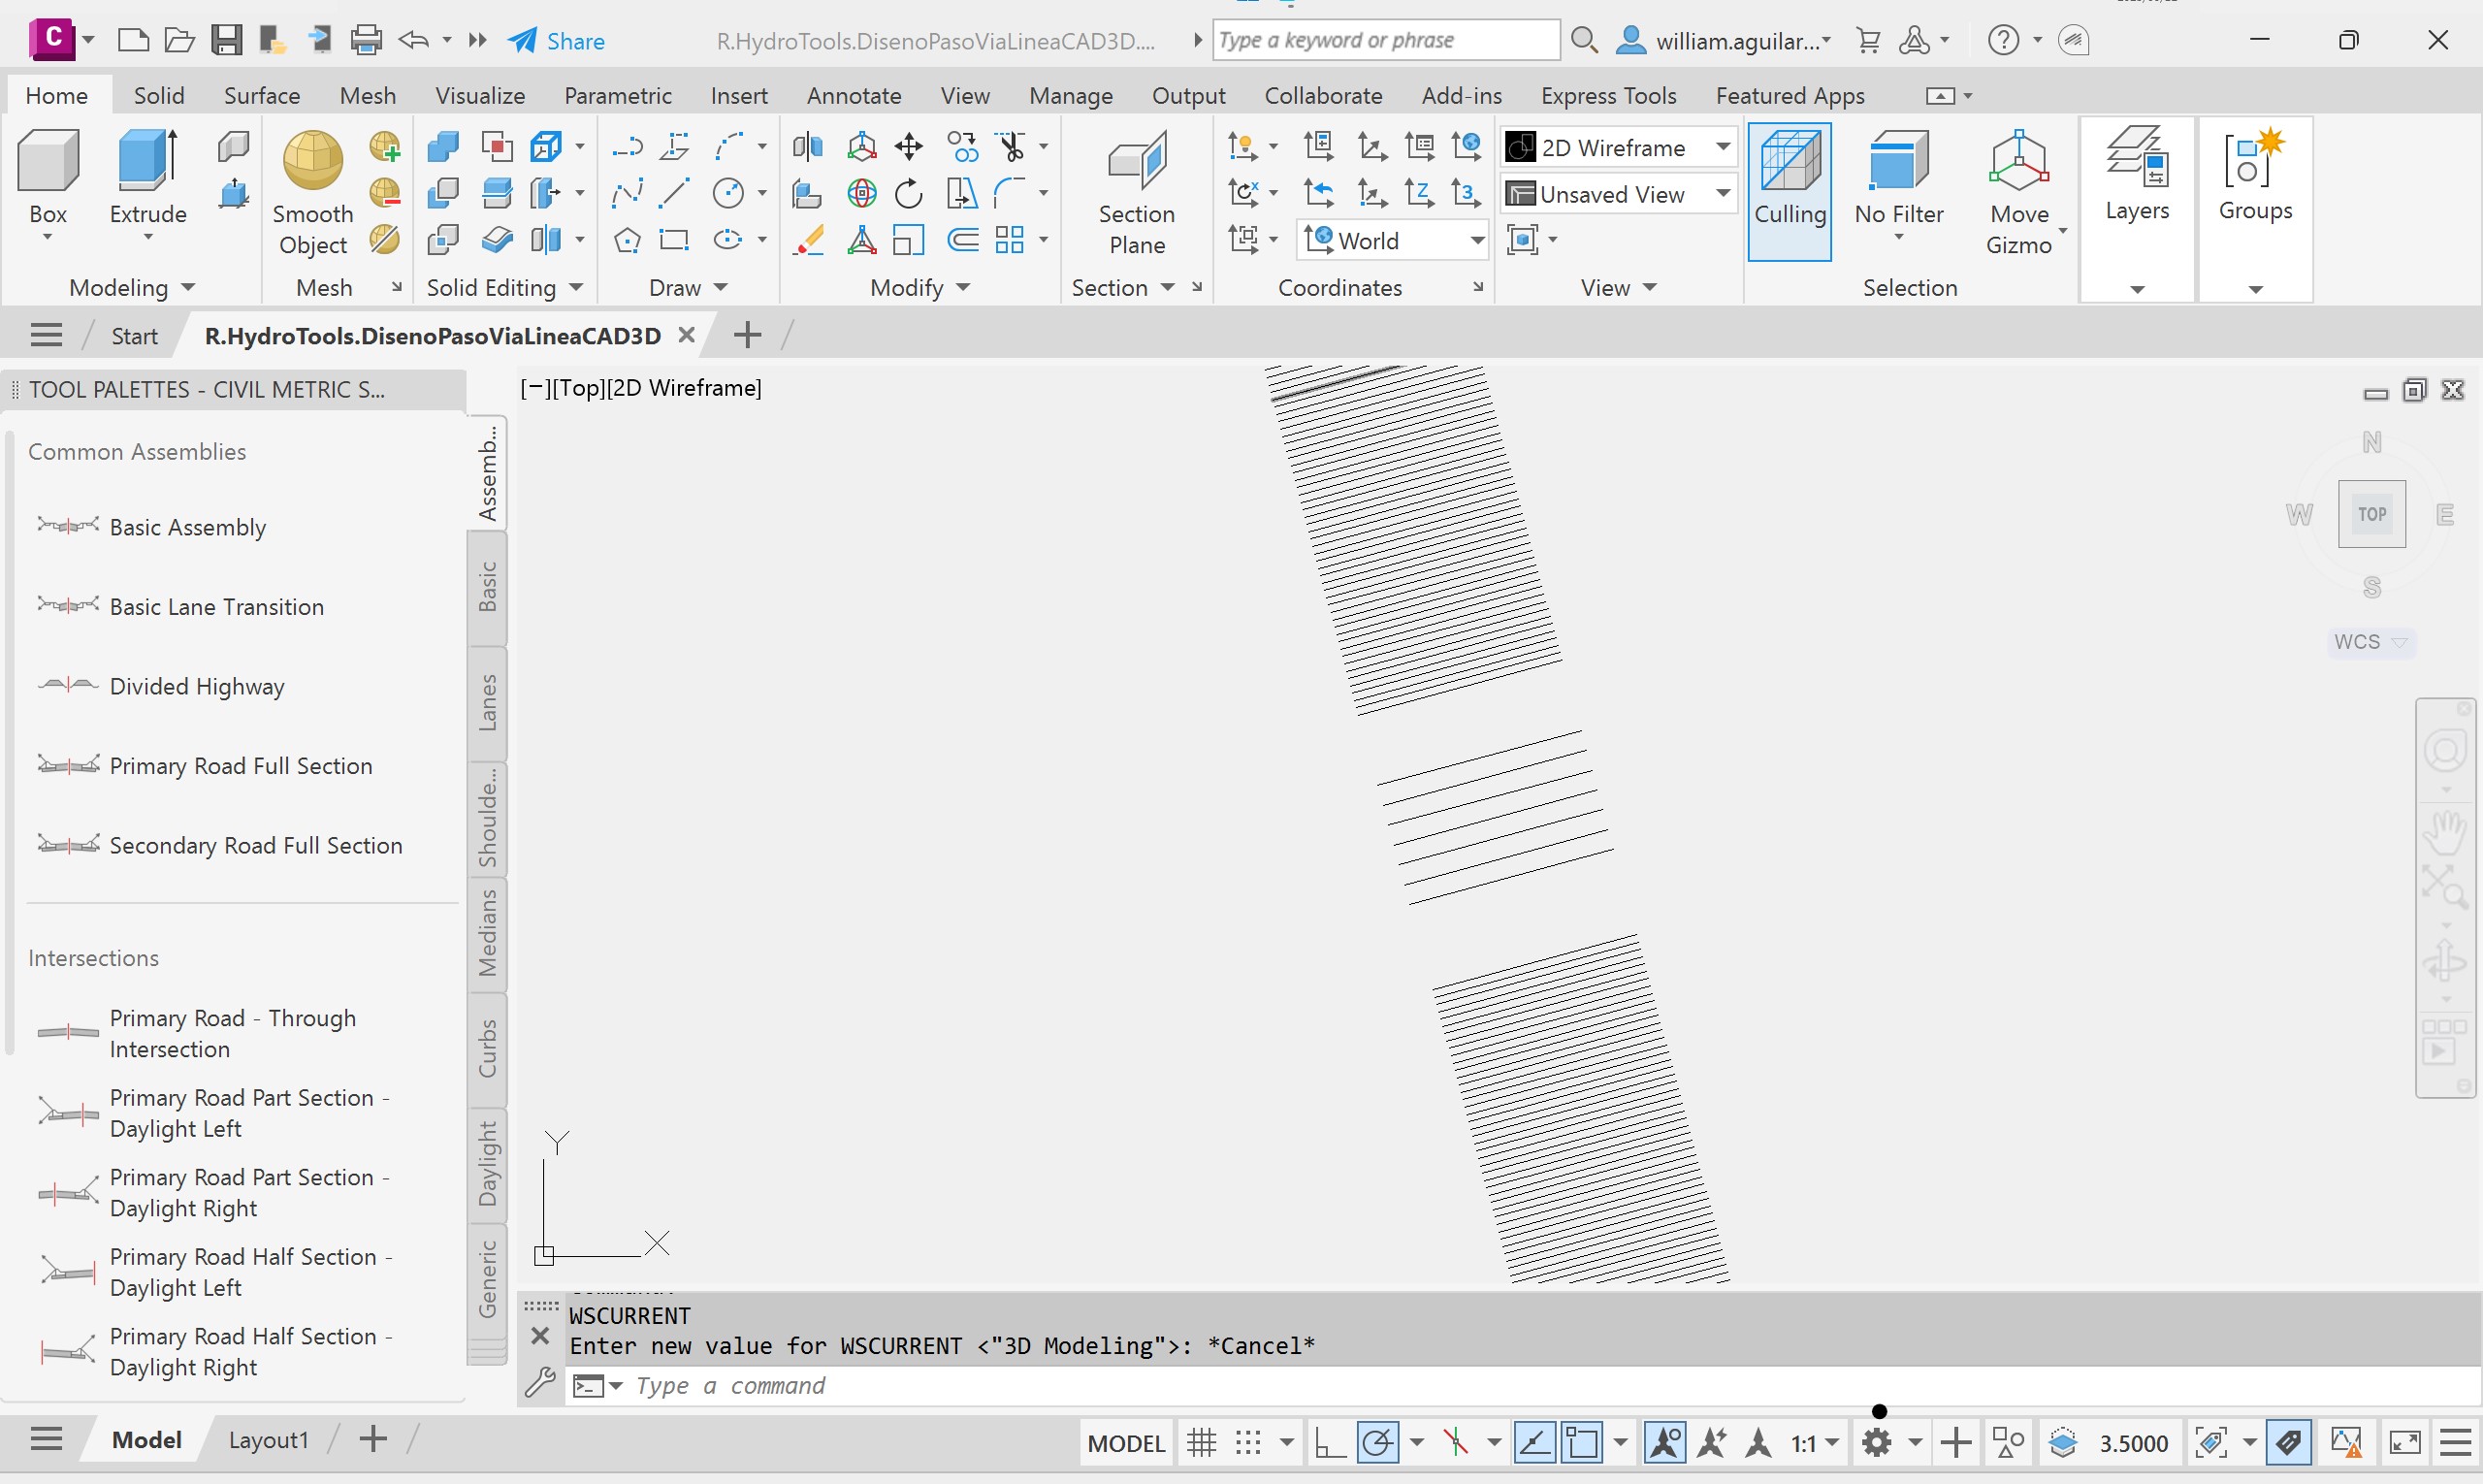 C
Share
R.HydroTools.DisenoPasoViaLineaCAD3D....
Type a keyword or phrase
william.aguilar...
Home
Solid
Surface
Mesh
Visualize
Parametric
Insert
Annotate
View
Manage
Output
Collaborate
Add-ins
Express Tools
Featured Apps
Box
Extrude
Smooth
Object
Section
Plane
World
2D Wireframe
Unsaved View
Culling
No Filter
Move
Gizmo
Layers
Groups
Modeling
Mesh
Solid Editing
Draw
Modify
Section
Coordinates
View
Selection
Start
R.HydroTools.DisenoPasoViaLineaCAD3D
TOOL PALETTES - CIVIL METRIC S...
Common Assemblies
Basic Assembly
Basic Lane Transition
Divided Highway
Primary Road Full Section
Secondary Road Full Section
Intersections
Primary Road - Through
Intersection
Primary Road Part Section -
Daylight Left
Primary Road Part Section -
Daylight Right
Primary Road Half Section -
Daylight Left
Primary Road Half Section -
Daylight Right
Assemb...
Basic
Lanes
Shoulde...
Medians
Curbs
Daylight
Generic
[−][Top][2D Wireframe]
N
W
TOP
E
S
WCS
Y
X
WSCURRENT
Enter new value for WSCURRENT <"3D Modeling">: *Cancel*
Type a command
Model
Layout1
MODEL
1:1
3.5000